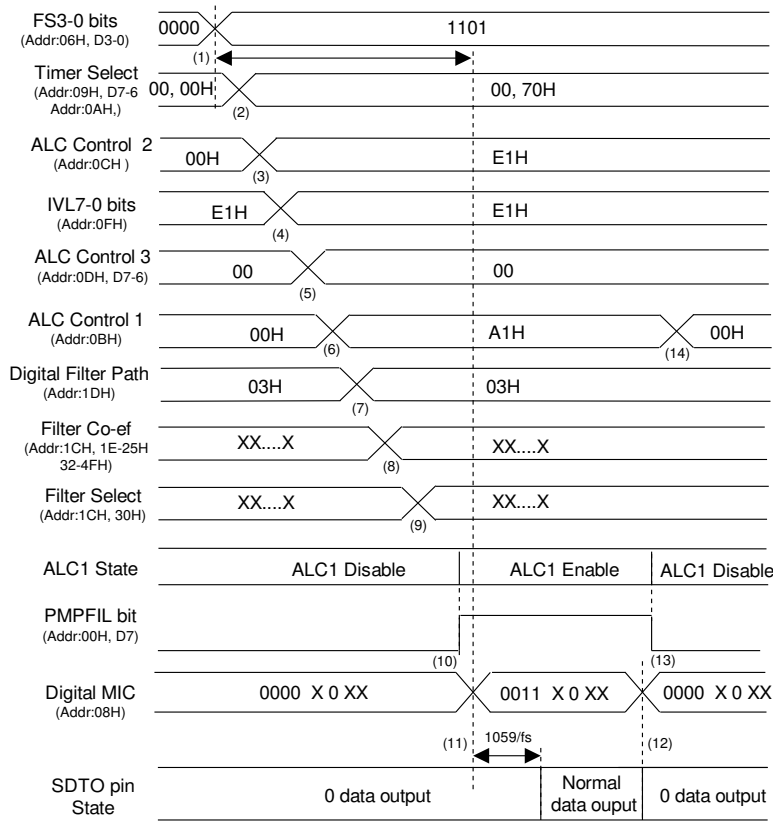 FS3-0 bits
(Addr:06H, D3-0)
0000
1101
(1)
Timer Select
(Addr:09H, D7-6
Addr:0AH,)
00, 00H
00, 70H
(2)
ALC Control 2
(Addr:0CH )
00H
E1H
(3)
IVL7-0 bits
(Addr:0FH)
E1H
E1H
(4)
ALC Control 3
(Addr:0DH, D7-6)
00
00
(5)
ALC Control 1
(Addr:0BH)
00H
A1H
00H
(6)
(14)
Digital Filter Path
(Addr:1DH)
03H
03H
(7)
Filter Co-ef
(Addr:1CH, 1E-25H
32-4FH)
XX....X
XX....X
(8)
Filter Select
(Addr:1CH, 30H)
XX....X
XX....X
(9)
ALC1 State
ALC1 Disable
ALC1 Enable
ALC1 Disable
PMPFIL bit
(Addr:00H, D7)
(10)
(13)
Digital MIC
(Addr:08H)
0000 X 0 XX
0011 X 0 XX
0000 X 0 XX
(11)
1059/fs
(12)
SDTO pin
State
0 data output
Normal
data ouput
0 data output